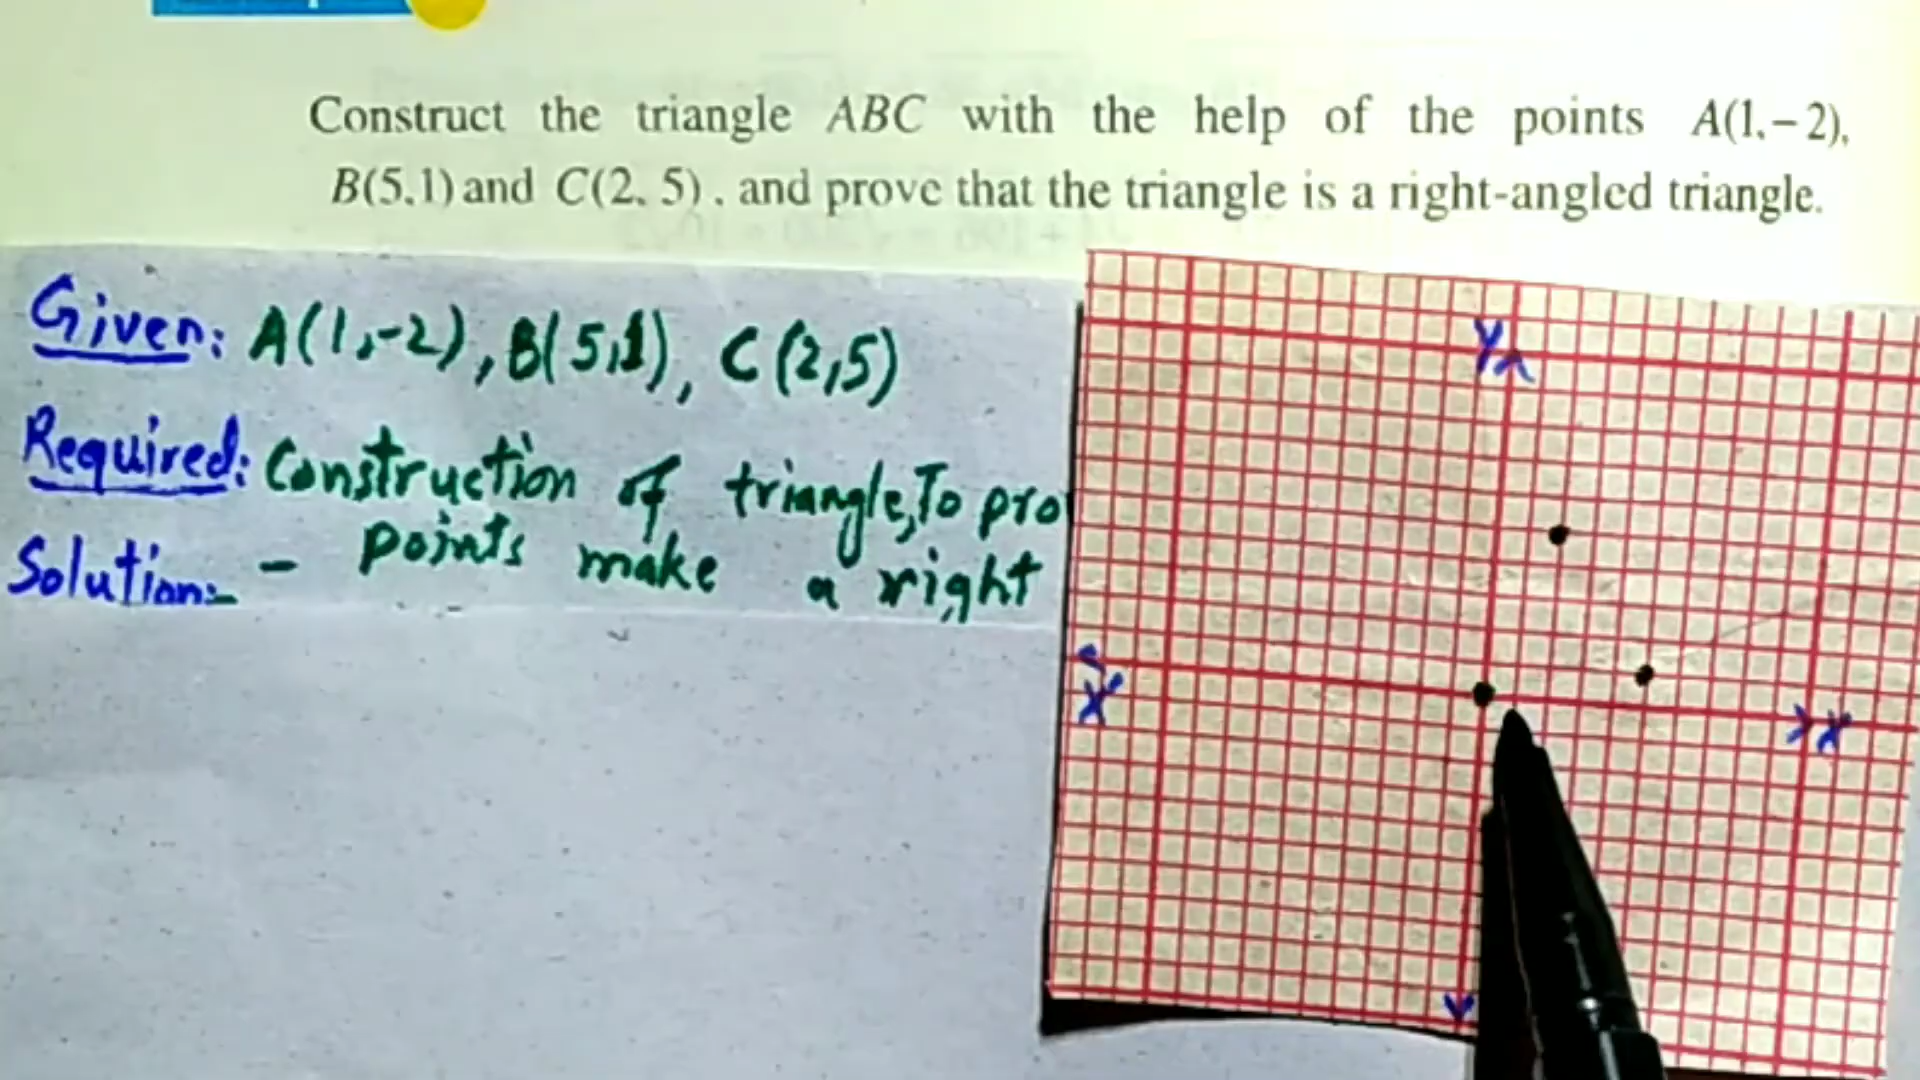 Construct the triangle ABC with the help of the points A(1,-2),
B(5,1) and C(2, 5), and prove that the triangle is a right-angled triangle.
Given: A(1,-2), B(5,1), C(2,5)
Required: Construction of triangle, To pro
Solution:- - points make a right
Y
X'
X